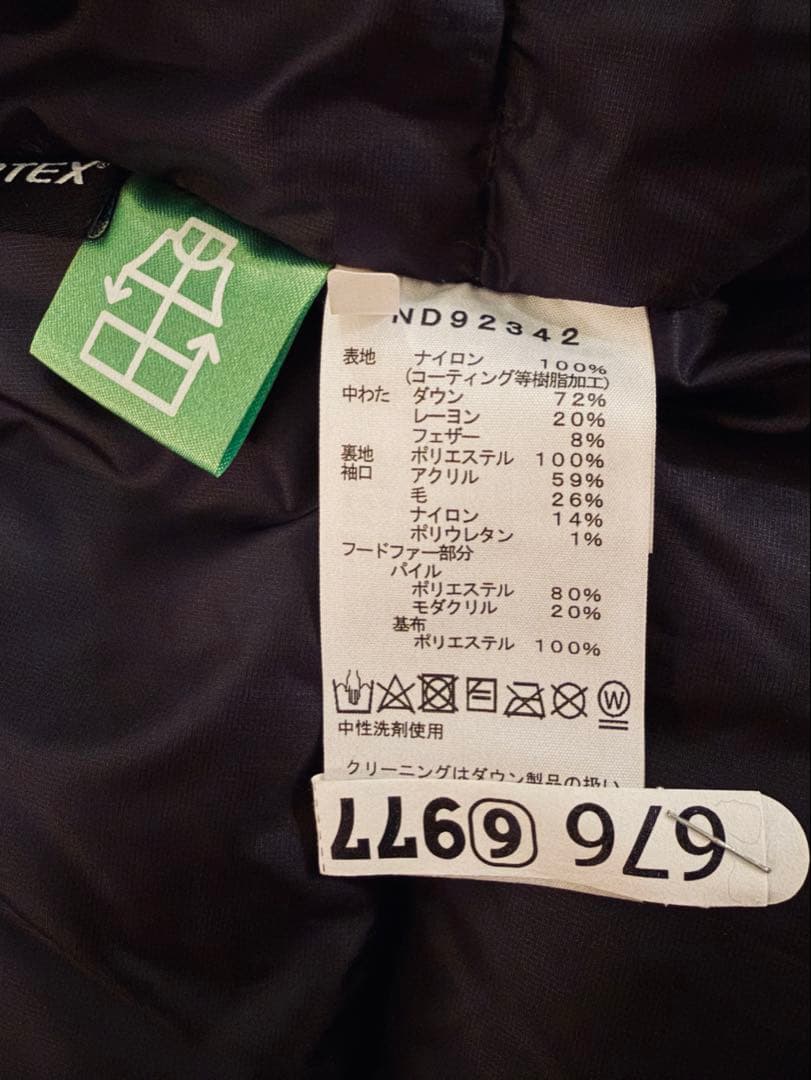 RTEX
ND92342
表地 ナイロン 100%
(コーティング等樹脂加工)
中わた ダウン 72%
レーヨン 20%
フェザー 8%
裏地 ポリエステル 100%
袖口 アクリル 59%
毛 26%
ナイロン 14%
ポリウレタン 1%
フードファー部分
パイル
ポリエステル 80%
モダクリル 20%
基布
ポリエステル 100%
W
中性洗剤使用
クリーニングはダウン製品の扱い
676 6977